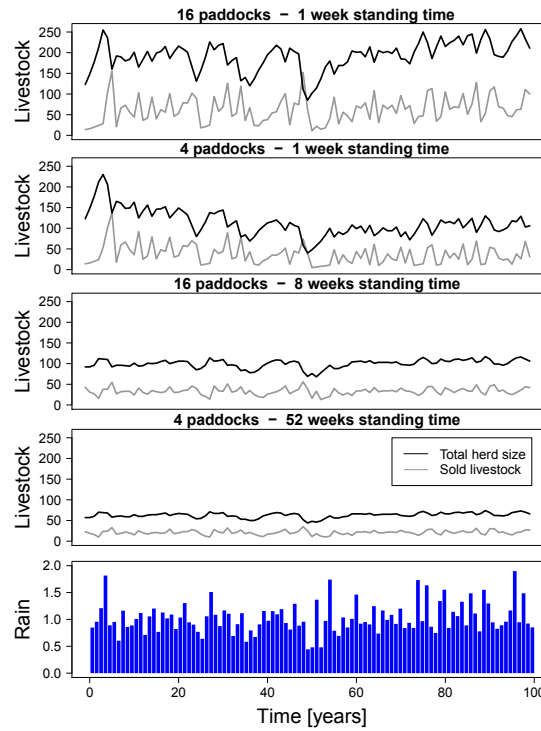 16 paddocks − 1 week standing time
250
200
150
100
50
0
Livestock
4 paddocks − 1 week standing time
250
200
150
100
50
0
Livestock
16 paddocks − 8 weeks standing time
250
200
150
100
50
0
Livestock
4 paddocks − 52 weeks standing time
250
200
150
100
50
0
Livestock
Total herd size
Sold livestock
2.0
1.5
1.0
0.5
0.0
Rain
0 20 40 60 80 100
Time [years]